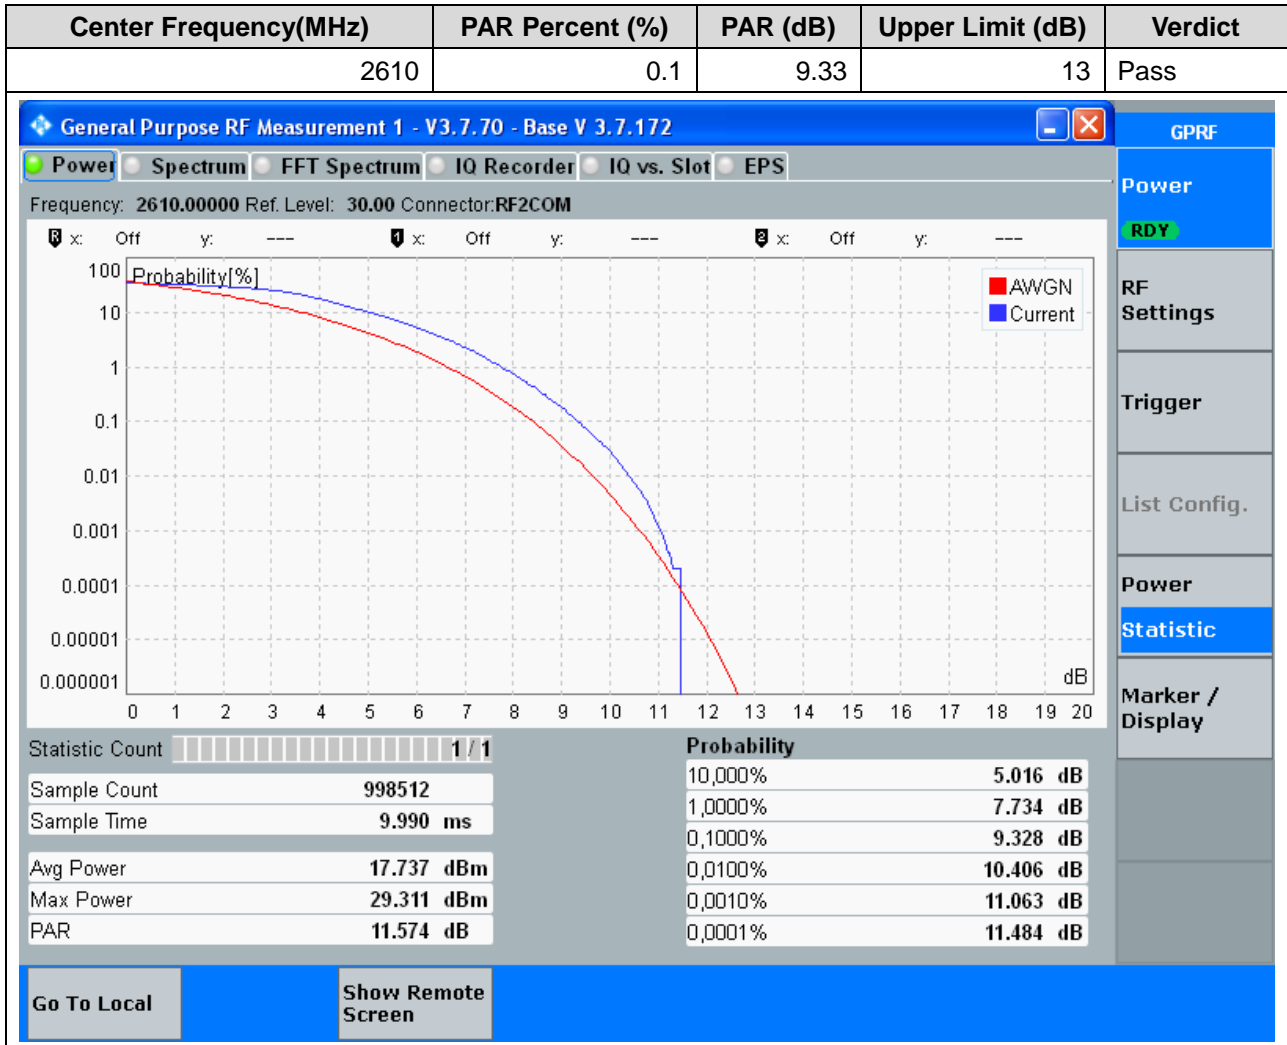 Center Frequency(MHz) PAR Percent (%) PAR (dB) Upper Limit (dB) Verdict
2610 0.1 9.33 13 Pass
General Purpose RF Measurement 1 - V3.7.70 - Base V 3.7.172
GPRF
Power Spectrum FFT Spectrum IQ Recorder IQ vs. Slot EPS
Power
RDY
Frequency: 2610.00000 Ref. Level: 30.00 Connector:RF2COM
R x: Off y: --- 1 x: Off y: --- 2 x: Off y: ---
Probability[%]
AWGN
Current
100
10
1
0.1
0.01
0.001
0.0001
0.00001
0.000001
dB
0 1 2 3 4 5 6 7 8 9 10 11 12 13 14 15 16 17 18 19 20
RF
Settings
Trigger
List Config.
Power
Statistic
Marker /
Display
Statistic Count 1 / 1
Sample Count 998512
Sample Time 9.990 ms
Avg Power 17.737 dBm
Max Power 29.311 dBm
PAR 11.574 dB
Probability
10,000% 5.016 dB
1,0000% 7.734 dB
0,1000% 9.328 dB
0,0100% 10.406 dB
0,0010% 11.063 dB
0,0001% 11.484 dB
Go To Local
Show Remote
Screen